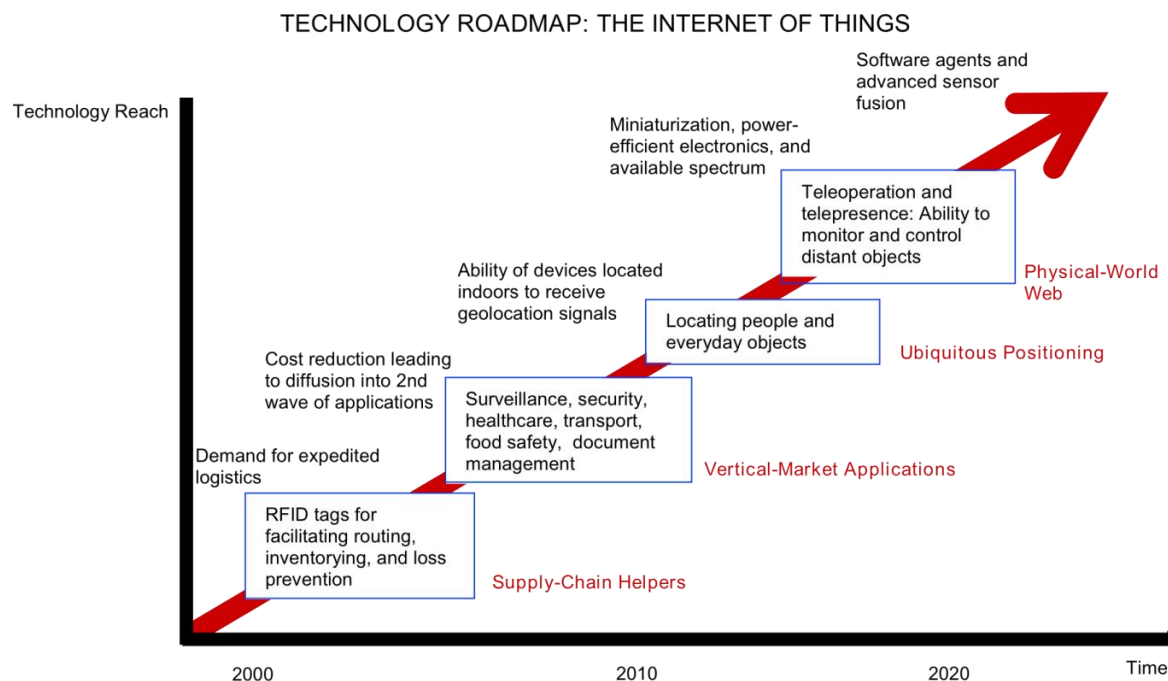 TECHNOLOGY ROADMAP: THE INTERNET OF THINGS
Technology Reach
Software agents and
advanced sensor
fusion
Miniaturization, power-
efficient electronics, and
available spectrum
Teleoperation and
telepresence: Ability to
monitor and control
distant objects
Physical-World
Web
Ability of devices located
indoors to receive
geolocation signals
Locating people and
everyday objects
Ubiquitous Positioning
Cost reduction leading
to diffusion into 2nd
wave of applications
Surveillance, security,
healthcare, transport,
food safety, document
management
Vertical-Market Applications
Demand for expedited
logistics
RFID tags for
facilitating routing,
inventorying, and loss
prevention
Supply-Chain Helpers
2000
2010
2020
Time